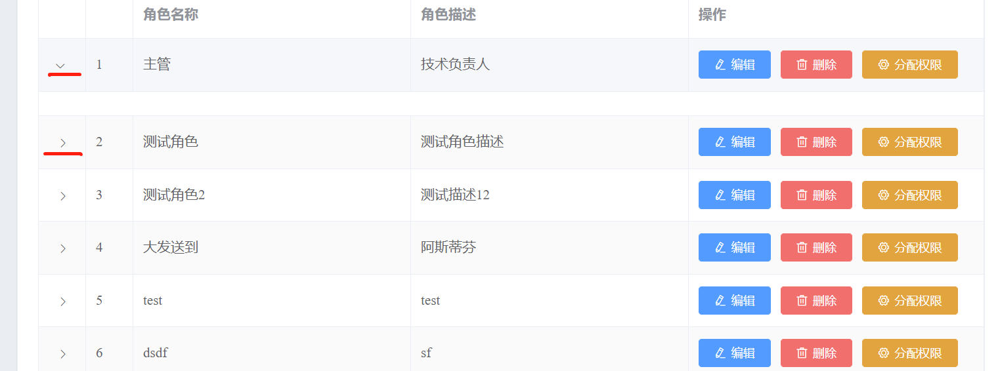 角色名称 角色描述 操作
1 主管 技术负责人 编辑 删除 分配权限
2 测试角色 测试角色描述 编辑 删除 分配权限
3 测试角色2 测试描述12 编辑 删除 分配权限
4 大发送到 阿斯蒂芬 编辑 删除 分配权限
5 test test 编辑 删除 分配权限
6 dsdf sf 编辑 删除 分配权限